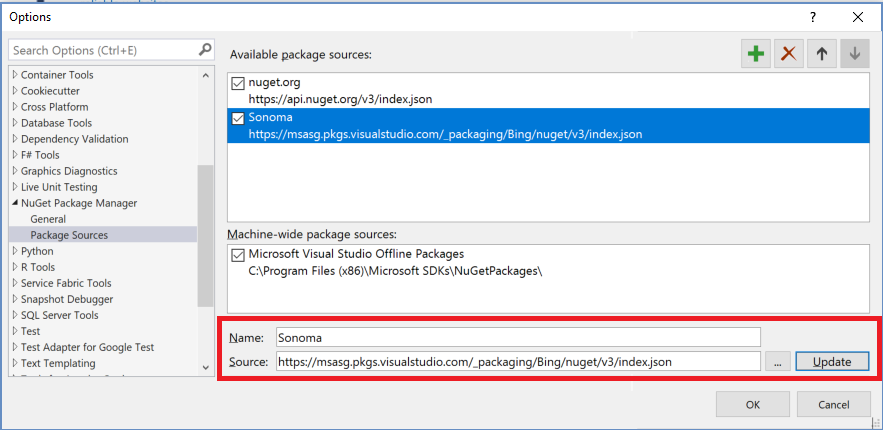 Options
?
Search Options (Ctrl+E)
Container Tools
Cookiecutter
Cross Platform
Database Tools
Dependency Validation
F# Tools
Graphics Diagnostics
Live Unit Testing
NuGet Package Manager
General
Package Sources
Python
R Tools
Service Fabric Tools
Snapshot Debugger
SQL Server Tools
Test
Test Adapter for Google Test
Text Templating
Available package sources:
nuget.org
https://api.nuget.org/v3/index.json
Sonoma
https://msasg.pkgs.visualstudio.com/_packaging/Bing/nuget/v3/index.json
Machine-wide package sources:
Microsoft Visual Studio Offline Packages
C:\Program Files (x86)\Microsoft SDKs\NuGetPackages\
Name: Sonoma
Source: https://msasg.pkgs.visualstudio.com/_packaging/Bing/nuget/v3/index.json ... Update
OK Cancel